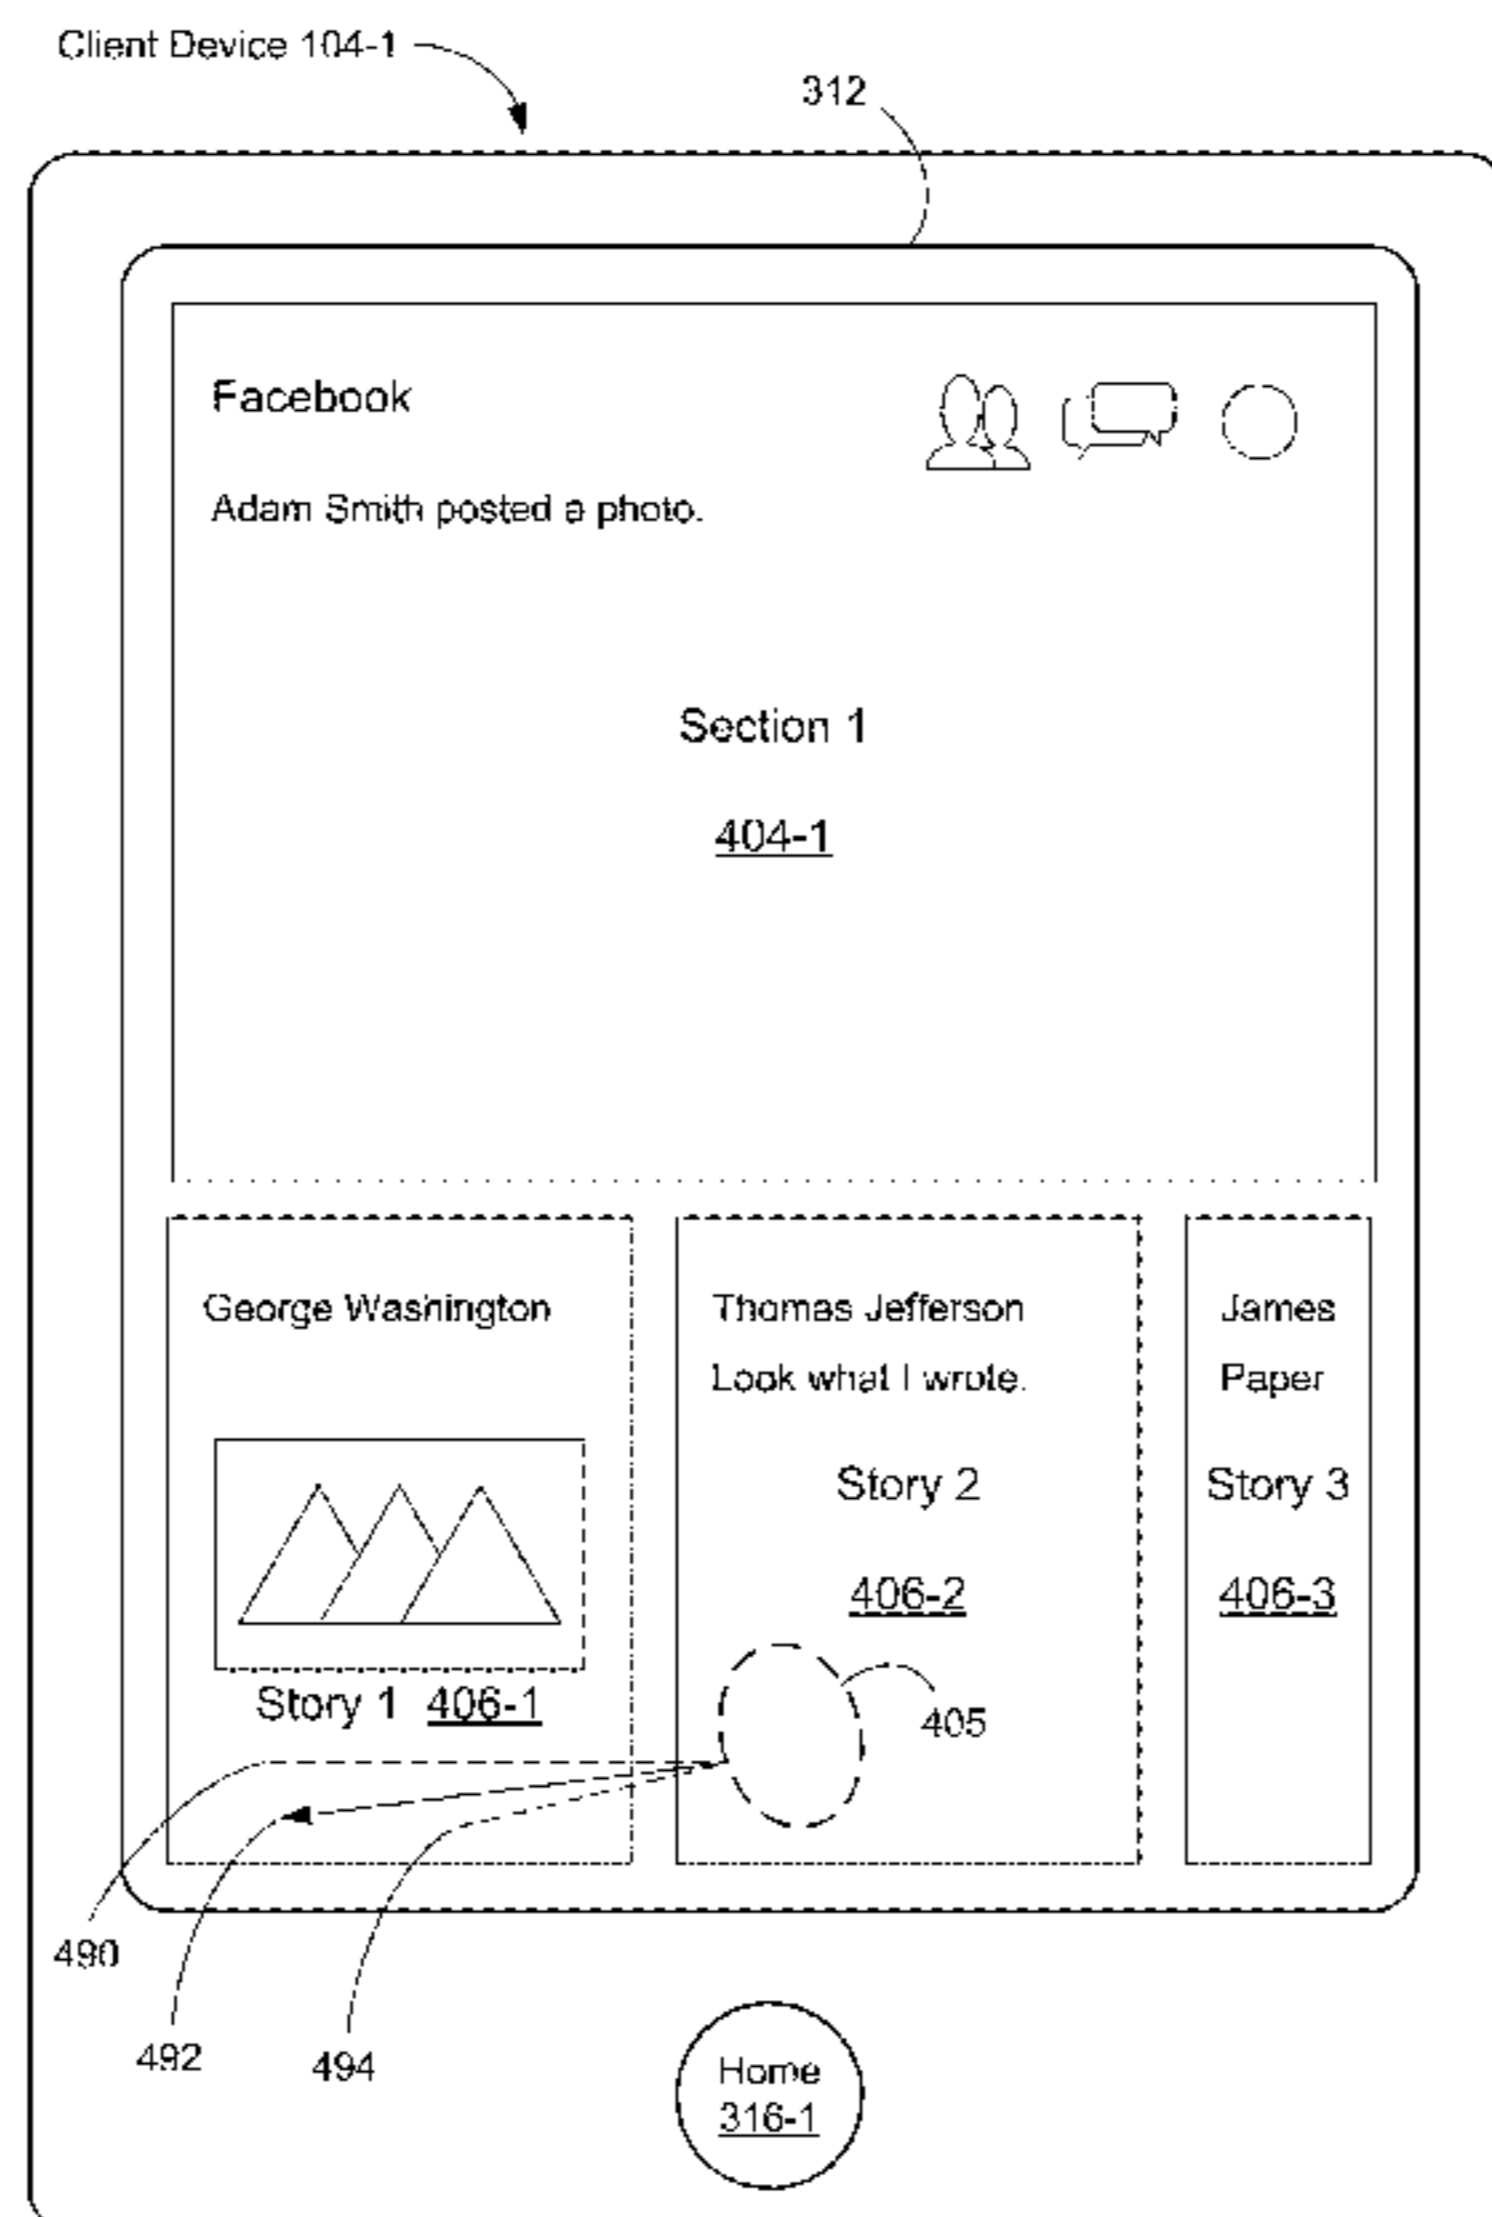 Client Device 104-1
312
Facebook
Adam Smith posted a photo.
Section 1
404-1
George Washington
Story 1 406-1
Thomas Jefferson
Look what I wrote.
Story 2
406-2
405
James
Paper
Story 3
406-3
490
492
494
Home
316-1